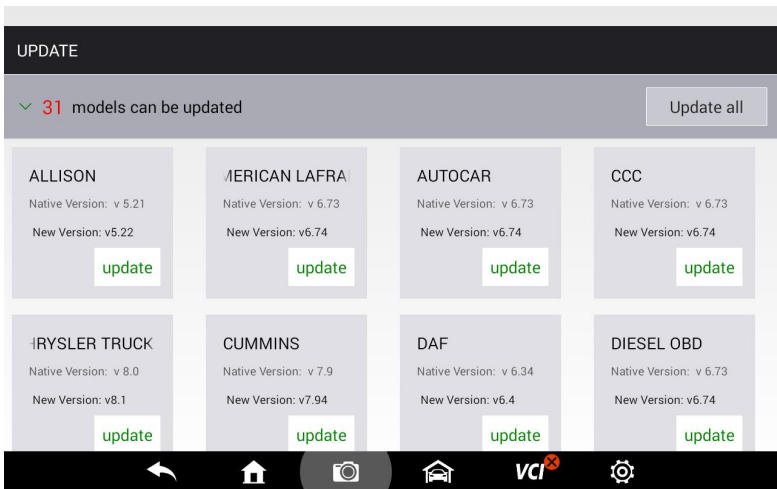 UPDATE
31 models can be updated
Update all
ALLISON
Native Version: v 5.21
New Version: v5.22
update
MERICAN LAFRA
Native Version: v 6.73
New Version: v6.74
update
AUTOCAR
Native Version: v 6.73
New Version: v6.74
update
CCC
Native Version: v 6.73
New Version: v6.74
update
HRYSLER TRUCK
Native Version: v 8.0
New Version: v8.1
update
CUMMINS
Native Version: v 7.9
New Version: v7.94
update
DAF
Native Version: v 6.34
New Version: v6.4
update
DIESEL OBD
Native Version: v 6.73
New Version: v6.74
update
VCI